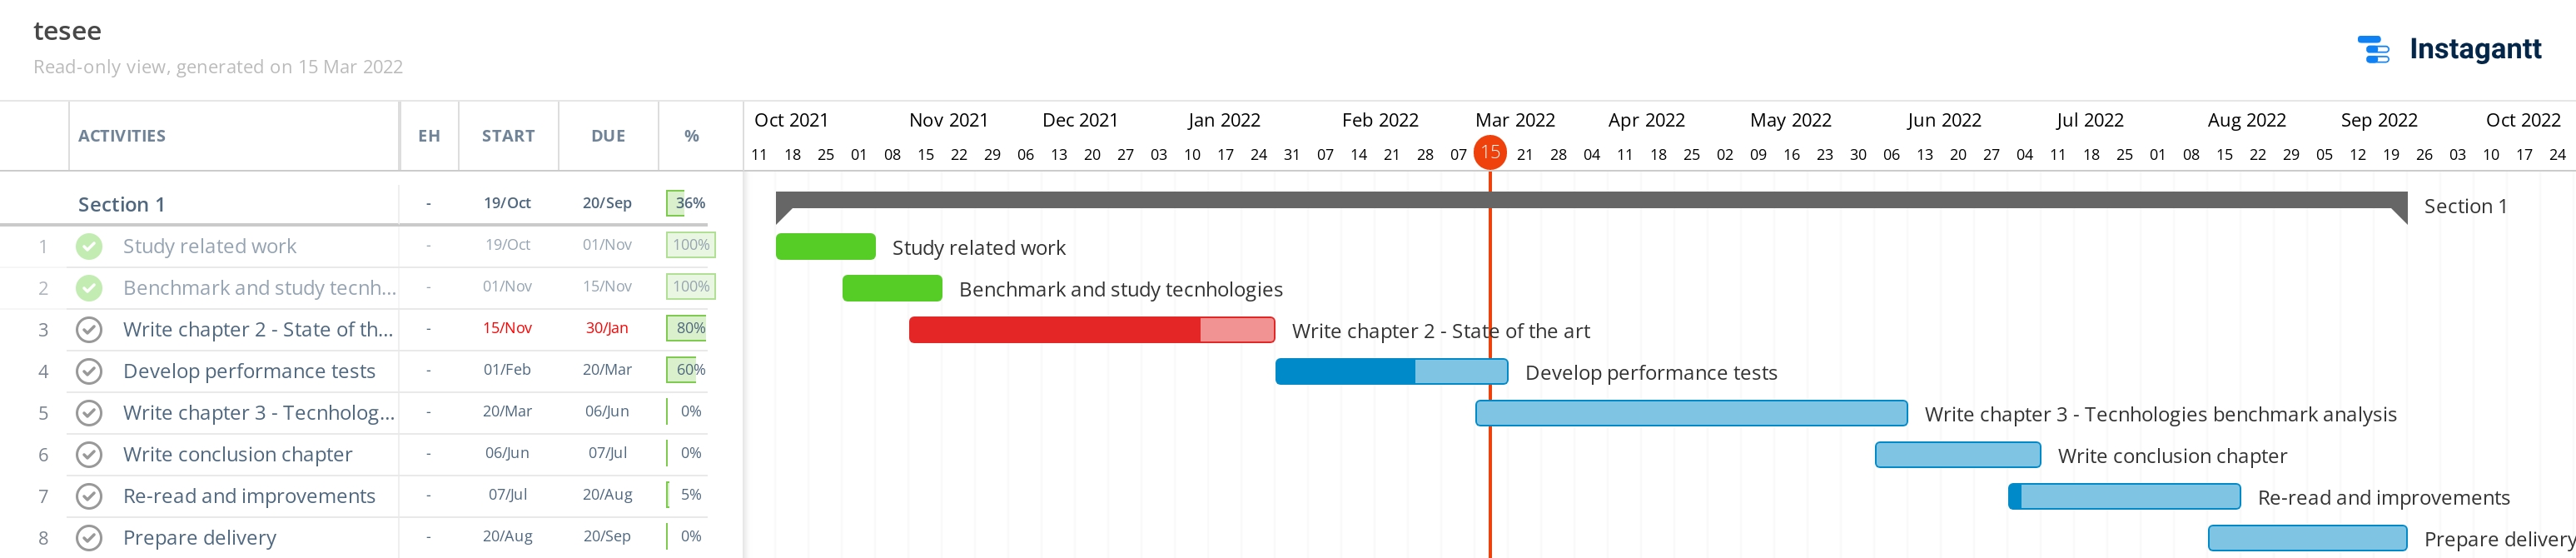 tesee
Read-only view, generated on 15 Mar 2022
Instagantt
ACTIVITIES EH START DUE %
Oct 2021 Nov 2021 Dec 2021 Jan 2022 Feb 2022 Mar 2022 Apr 2022 May 2022 Jun 2022 Jul 2022 Aug 2022 Sep 2022 Oct 2022
11 18 25 01 08 15 22 29 06 13 20 27 03 10 17 24 31 07 14 21 28 07 15 21 28 04 11 18 25 02 09 16 23 30 06 13 20 27 04 11 18 25 01 08 15 22 29 05 12 19 26 03 10 17 24
Section 1 - 19/Oct 20/Sep 36% Section 1
1 Study related work - 19/Oct 01/Nov 100% Study related work
2 Benchmark and study tecnh... - 01/Nov 15/Nov 100% Benchmark and study tecnhologies
3 Write chapter 2 - State of th... - 15/Nov 30/Jan 80% Write chapter 2 - State of the art
4 Develop performance tests - 01/Feb 20/Mar 60% Develop performance tests
5 Write chapter 3 - Tecnholog... - 20/Mar 06/Jun 0% Write chapter 3 - Tecnhologies benchmark analysis
6 Write conclusion chapter - 06/Jun 07/Jul 0% Write conclusion chapter
7 Re-read and improvements - 07/Jul 20/Aug 5% Re-read and improvements
8 Prepare delivery - 20/Aug 20/Sep 0% Prepare delivery